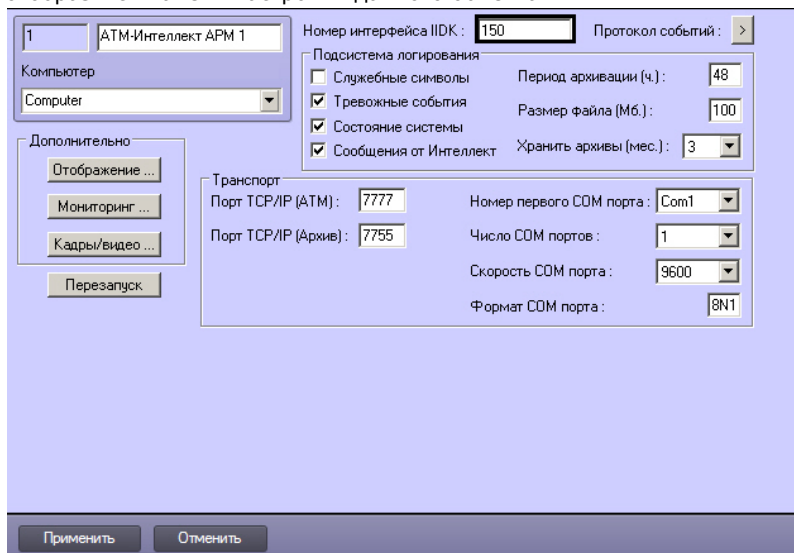 1
АТМ-Интеллект АРМ 1
Компьютер
Computer
Номер интерфейса IIDK :
150
Протокол событий :
>
Подсистема логирования
Служебные символы
Тревожные события
Состояние системы
Сообщения от Интеллект
Период архивации (ч.) :
48
Размер файла (Мб.) :
100
Хранить архивы (мес.) :
3
Дополнительно
Отображение ...
Мониторинг ...
Кадры/видео ...
Перезапуск
Транспорт
Порт TCP/IP (АТМ) :
7777
Порт TCP/IP (Архив) :
7755
Номер первого COM порта :
Com1
Число COM портов :
1
Скорость COM порта :
9600
Формат COM порта :
8N1
Применить
Отменить